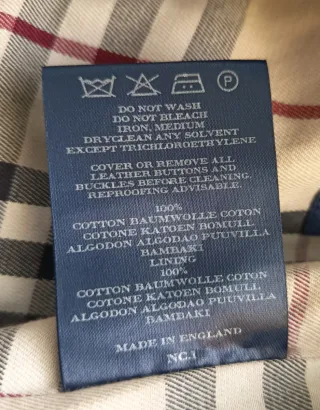 P
DO NOT WASH
DO NOT BLEACH
IRON, MEDIUM
DRYCLEAN ANY SOLVENT
EXCEPT TRICHLOROETHYLENE
COVER OR REMOVE ALL
LEATHER BUTTONS AND
BUCKLES BEFORE CLEANING.
REPROOFING ADVISABLE.
100%
COTTON BAUMWOLLE COTON
COTONE KATOEN BOMULL
ALGODON ALGODÃO PUUVILLA
BAMBAKI
LINING
100%
COTTON BAUMWOLLE COTON
COTONE KATOEN BOMULL
ALGODON ALGODÃO PUUVILLA
BAMBAKI
MADE IN ENGLAND
NC.1